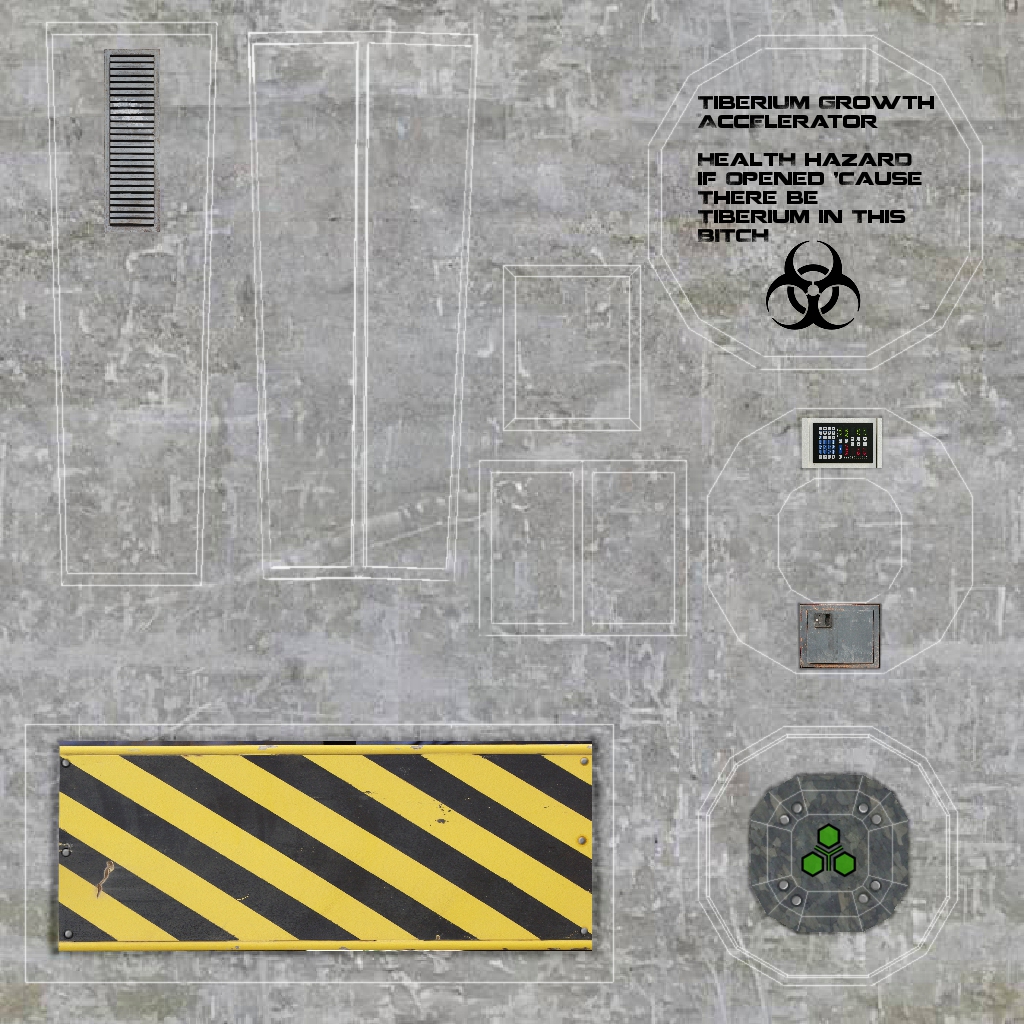 TIBERIUM GROWTH
ACCELERATOR
HEALTH HAZARD
IF OPENED 'CAUSE
THERE BE
TIBERIUM IN THIS
BITCH